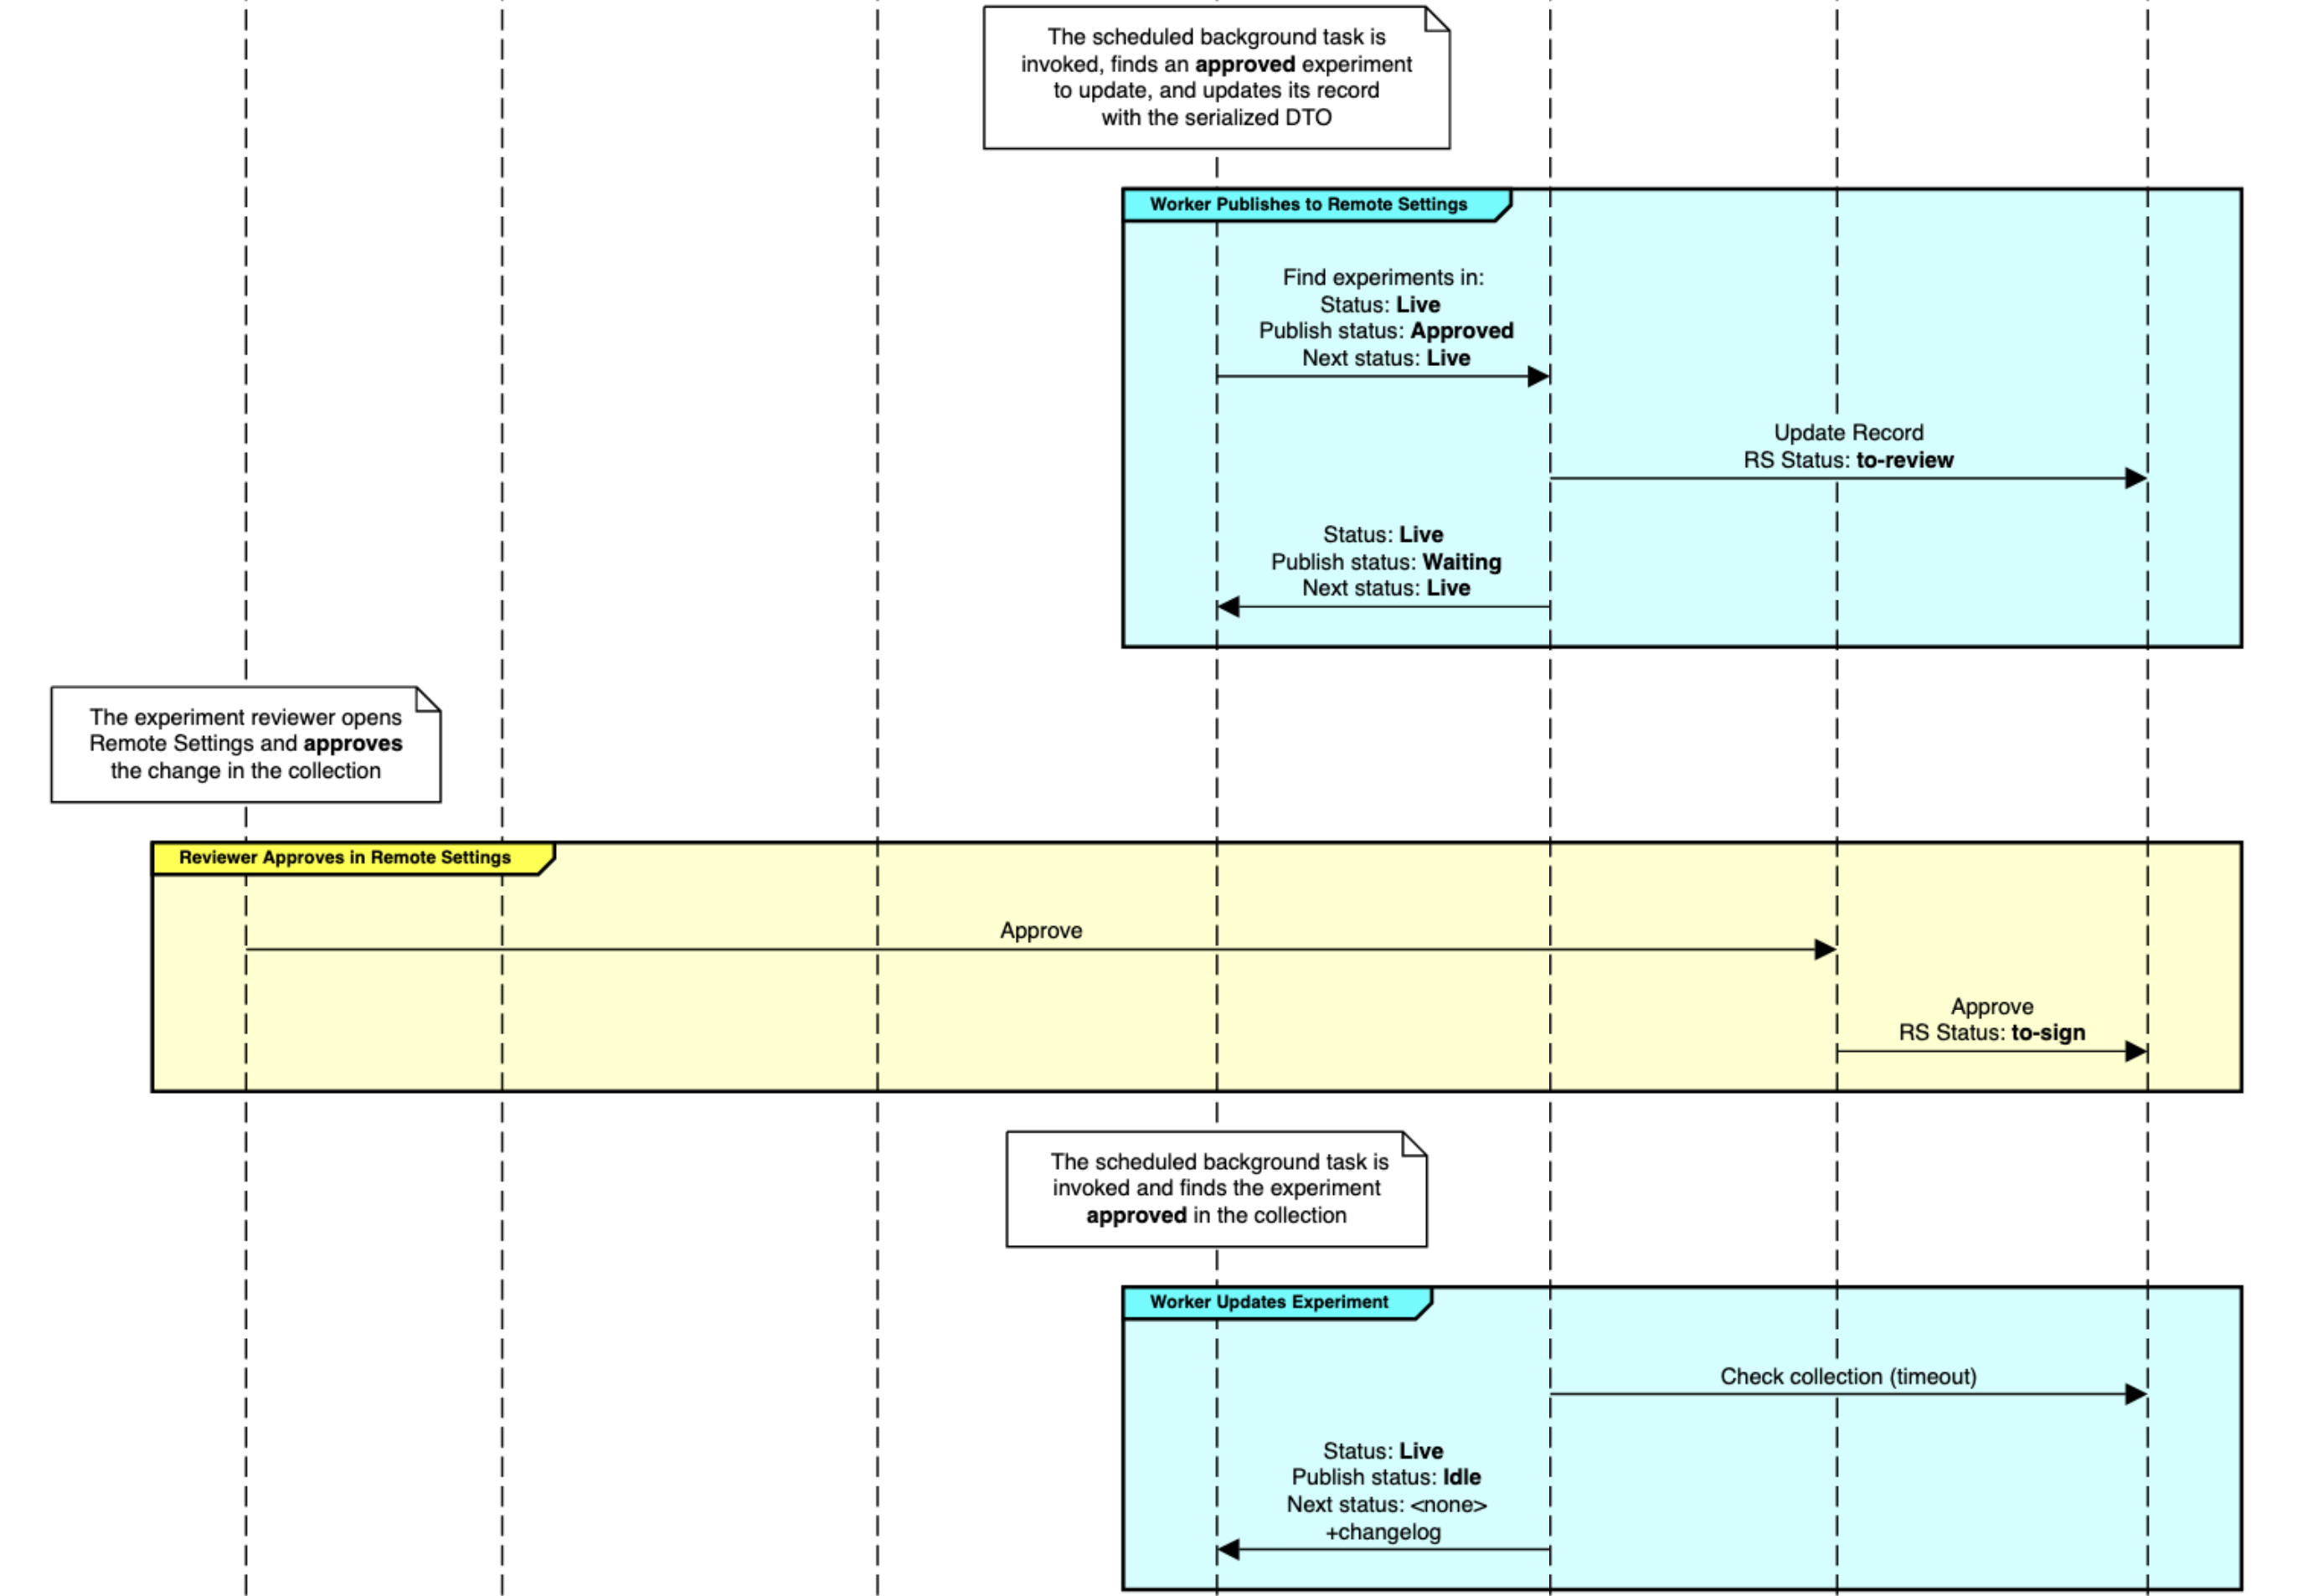 The scheduled background task is
invoked, finds an approved experiment
to update, and updates its record
with the serialized DTO
Worker Publishes to Remote Settings
Find experiments in:
Status: Live
Publish status: Approved
Next status: Live
Update Record
RS Status: to-review
Status: Live
Publish status: Waiting
Next status: Live
The experiment reviewer opens
Remote Settings and approves
the change in the collection
Reviewer Approves in Remote Settings
Approve
Approve
RS Status: to-sign
The scheduled background task is
invoked and finds the experiment
approved in the collection
Worker Updates Experiment
Check collection (timeout)
Status: Live
Publish status: Idle
Next status: <none>
+changelog